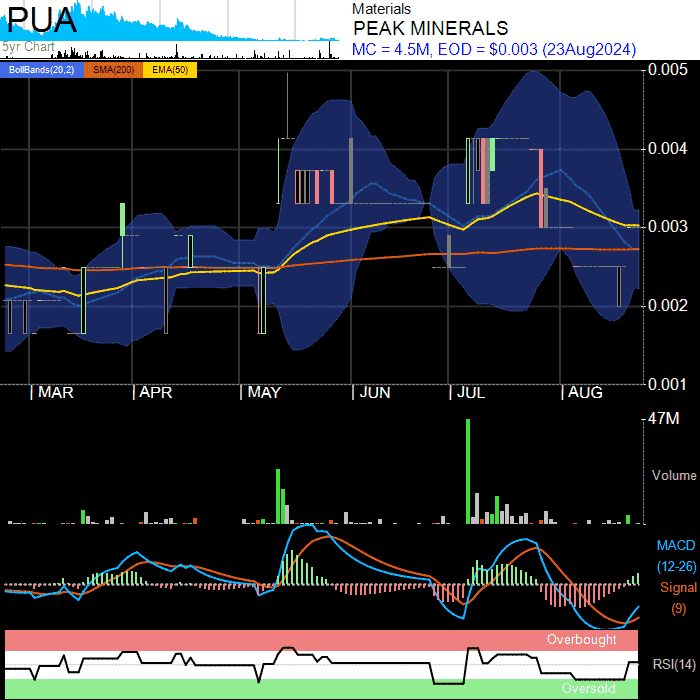 PUA
5yr Chart
Materials
PEAK MINERALS
MC = 4.5M, EOD = $0.003 (23Aug2024)
BollBands(20,2) SMA(200) EMA(50)
0.005
0.004
0.003
0.002
0.001
MAR APR MAY JUN JUL AUG
47M
Volume
MACD
(12-26)
Signal
(9)
Overbought
RSI(14)
Oversold